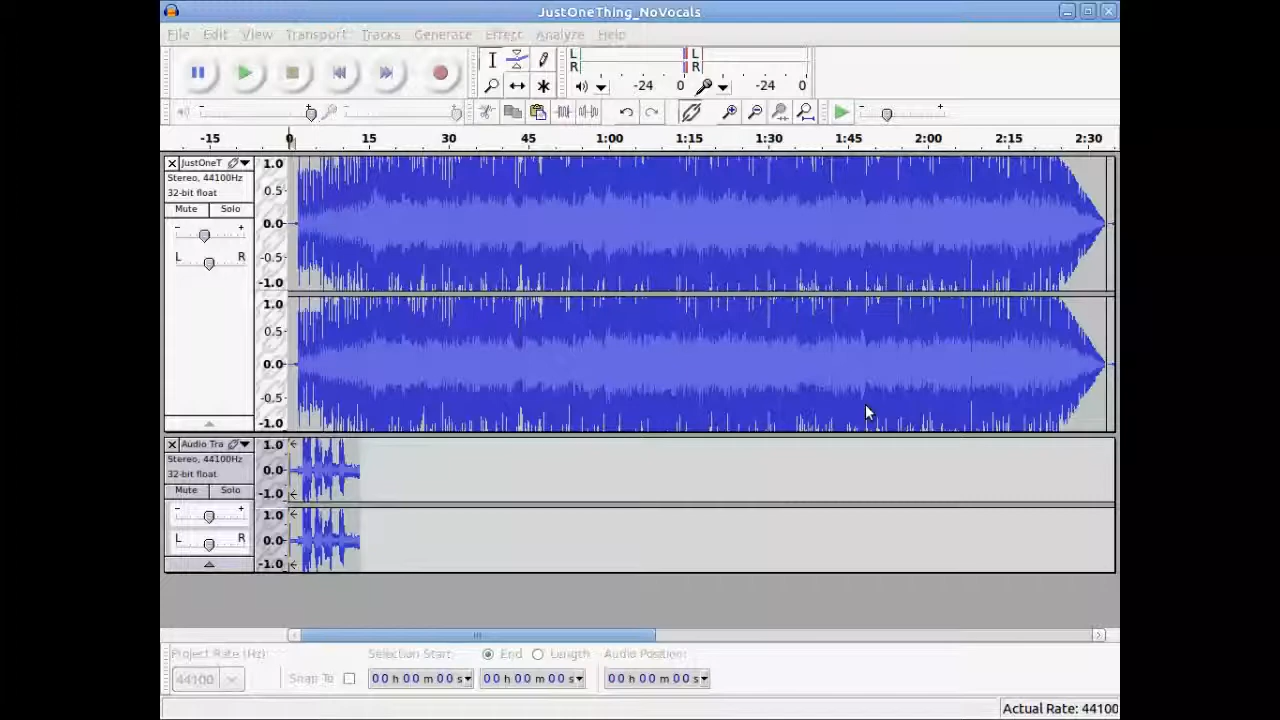 JustOneThing_NoVocals
File Edit View Transport Tracks Generate Effect Analyze Help
L L
R R
-24 0 -24 0
-15 0 15 30 45 1:00 1:15 1:30 1:45 2:00 2:15 2:30
JustOneT
Stereo, 44100Hz
32-bit float
Mute Solo
- +
L R
1.0
0.5
0.0
-0.5
-1.0
1.0
0.5
0.0
-0.5
-1.0
Audio Tra
Stereo, 44100Hz
32-bit float
Mute Solo
- +
L R
1.0
0.0
-1.0
1.0
0.0
-1.0
Project Rate (Hz): Selection Start: End Length Audio Position:
44100 Snap To 00 h 00 m 00 s 00 h 00 m 00 s 00 h 00 m 00 s
Actual Rate: 44100